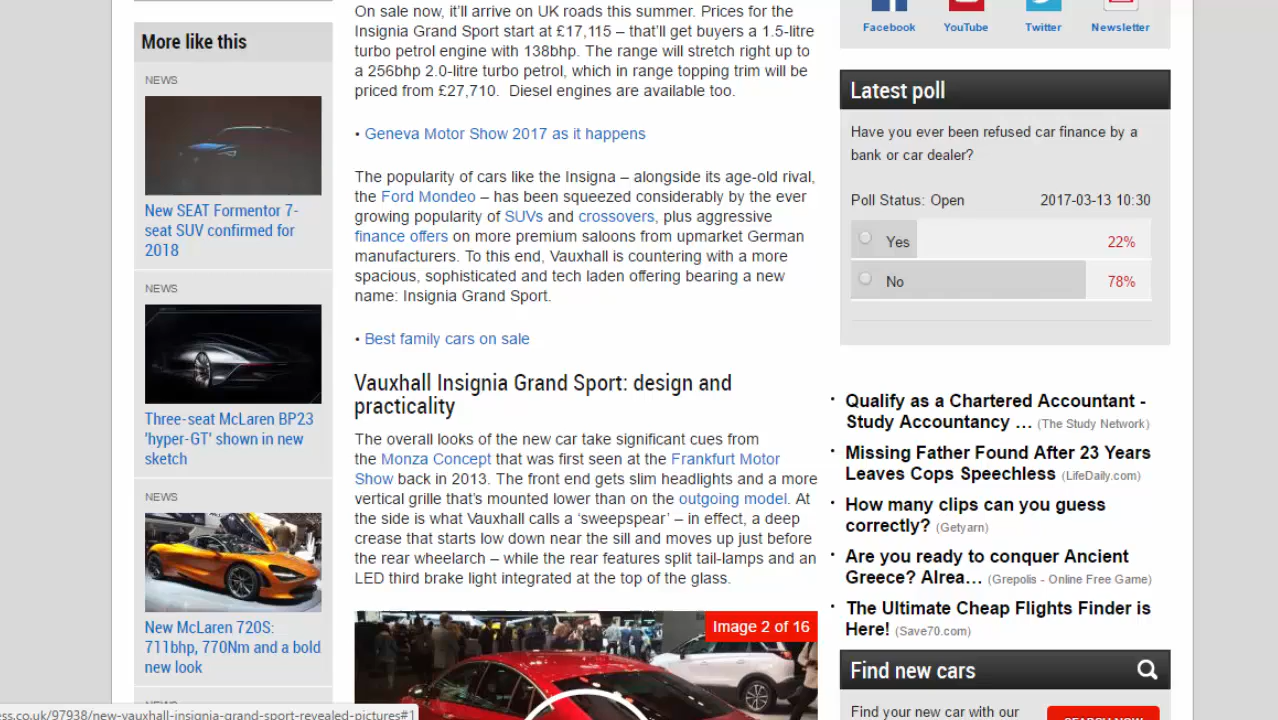 More like this
NEWS
New SEAT Formentor 7-
seat SUV confirmed for
2018
NEWS
Three-seat McLaren BP23
'hyper-GT' shown in new
sketch
NEWS
New McLaren 720S:
711bhp, 770Nm and a bold
new look
NEWS
On sale now, it’ll arrive on UK roads this summer. Prices for the
Insignia Grand Sport start at £17,115 – that’ll get buyers a 1.5-litre
turbo petrol engine with 138bhp. The range will stretch right up to
a 256bhp 2.0-litre turbo petrol, which in range topping trim will be
priced from £27,710.  Diesel engines are available too.
• Geneva Motor Show 2017 as it happens
The popularity of cars like the Insigna – alongside its age-old rival,
the Ford Mondeo – has been squeezed considerably by the ever
growing popularity of SUVs and crossovers, plus aggressive
finance offers on more premium saloons from upmarket German
manufacturers. To this end, Vauxhall is countering with a more
spacious, sophisticated and tech laden offering bearing a new
name: Insignia Grand Sport.
• Best family cars on sale
Vauxhall Insignia Grand Sport: design and
practicality
The overall looks of the new car take significant cues from
the Monza Concept that was first seen at the Frankfurt Motor
Show back in 2013. The front end gets slim headlights and a more
vertical grille that’s mounted lower than on the outgoing model. At
the side is what Vauxhall calls a ‘sweepspear’ – in effect, a deep
crease that starts low down near the sill and moves up just before
the rear wheelarch – while the rear features split tail-lamps and an
LED third brake light integrated at the top of the glass.
Image 2 of 16
Facebook YouTube Twitter Newsletter
Latest poll
Have you ever been refused car finance by a
bank or car dealer?
Poll Status: Open 2017-03-13 10:30
Yes 22%
No 78%
· Qualify as a Chartered Accountant -
Study Accountancy … (The Study Network)
· Missing Father Found After 23 Years
Leaves Cops Speechless (LifeDaily.com)
· How many clips can you guess
correctly? (Getyarn)
· Are you ready to conquer Ancient
Greece? Alrea… (Grepolis - Online Free Game)
· The Ultimate Cheap Flights Finder is
Here! (Save70.com)
Find new cars
Find your new car with our
SEARCH NOW
ess.co.uk/97938/new-vauxhall-insignia-grand-sport-revealed-pictures#1